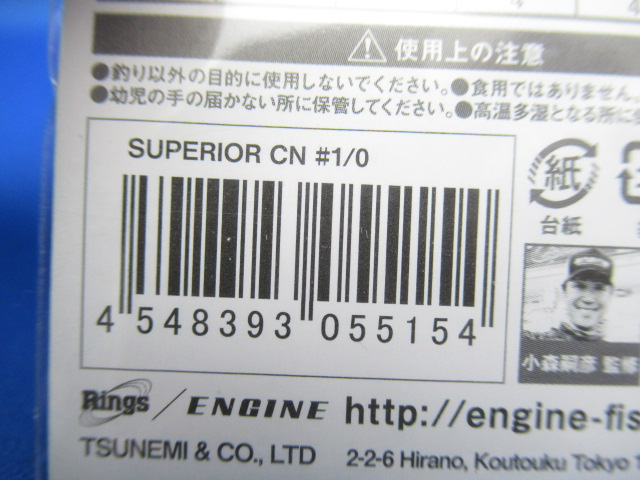 使用上の注意
●釣り以外の目的に使用しないでください。●食用ではありません。
●幼児の手の届かない所に保管してください。●高温多湿となる所に
SUPERIOR CN #1/0
4 548393 055154
紙
台紙
小森嗣彦 監修
Rings / ENGINE http://engine-fis
TSUNEMI & CO., LTD 2-2-6 Hirano, Koutouku Tokyo 1